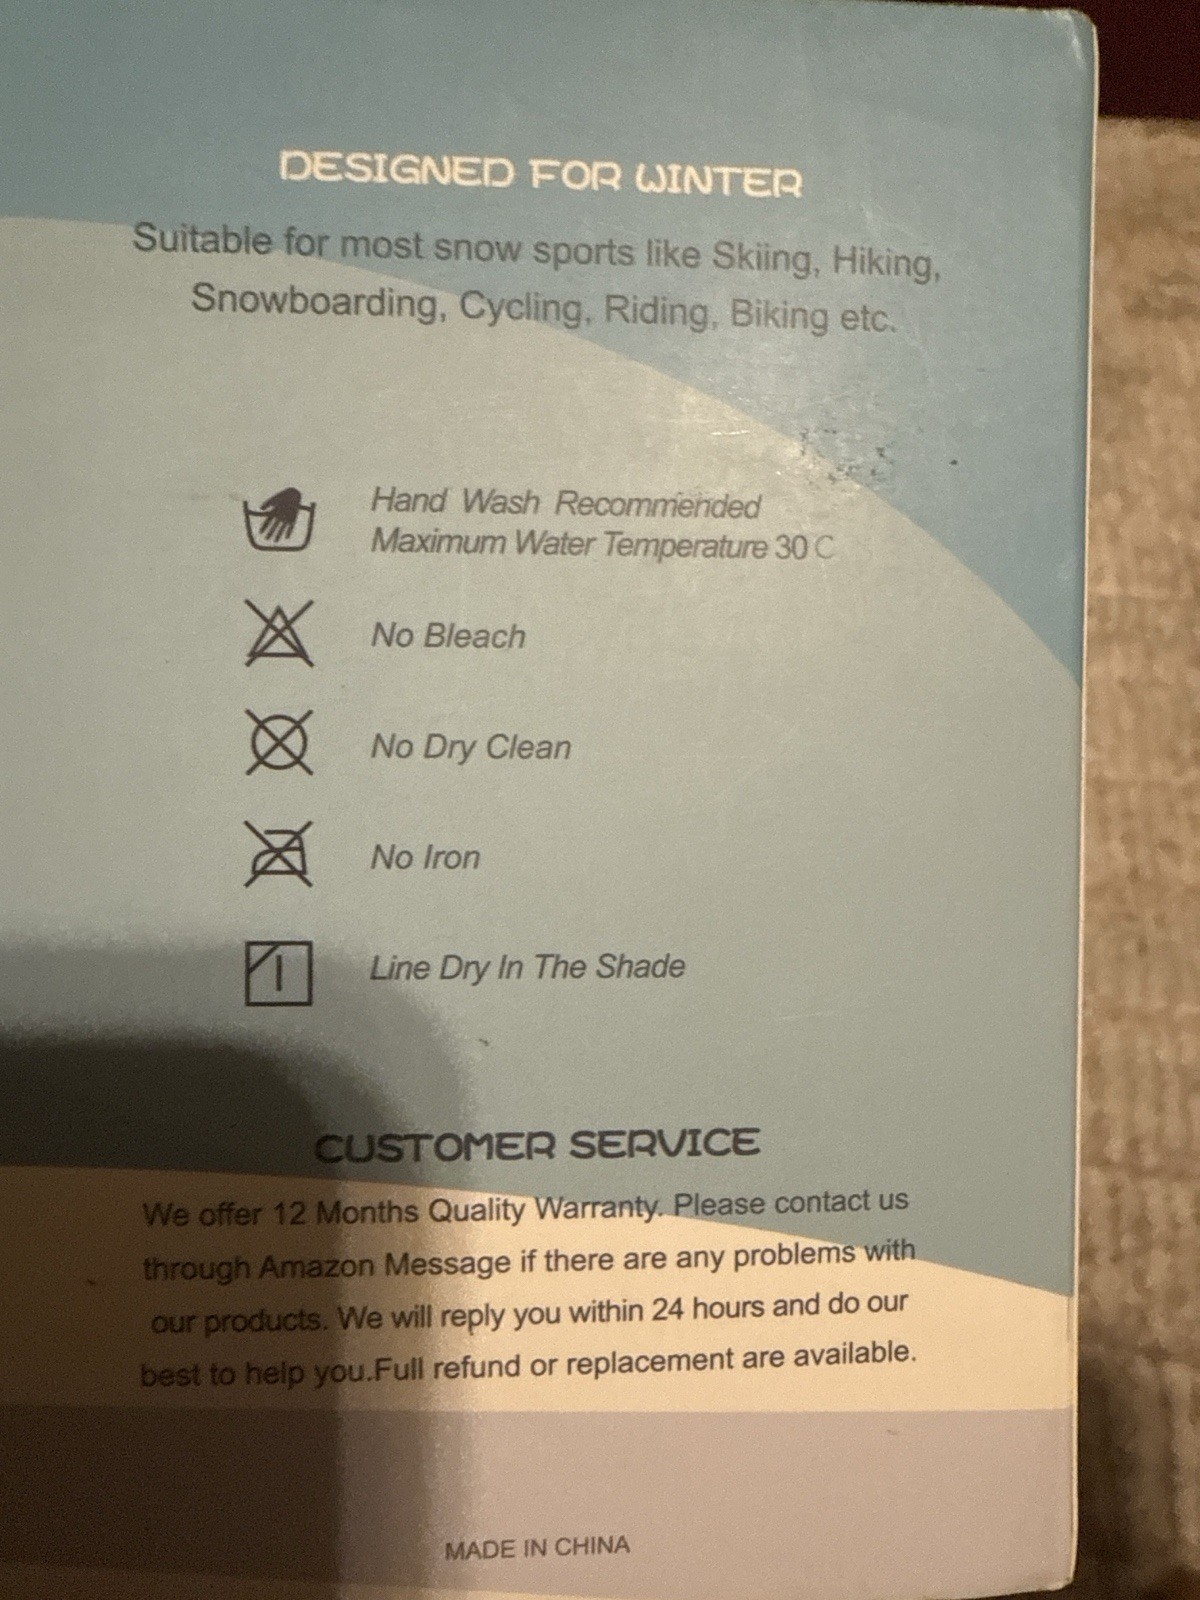 DESIGNED FOR WINTER
Suitable for most snow sports like Skiing, Hiking,
Snowboarding, Cycling, Riding, Biking etc.
Hand Wash Recommended
Maximum Water Temperature 30 C
No Bleach
No Dry Clean
No Iron
Line Dry In The Shade
CUSTOMER SERVICE
We offer 12 Months Quality Warranty. Please contact us
through Amazon Message if there are any problems with
our products. We will reply you within 24 hours and do our
best to help you.Full refund or replacement are available.
MADE IN CHINA